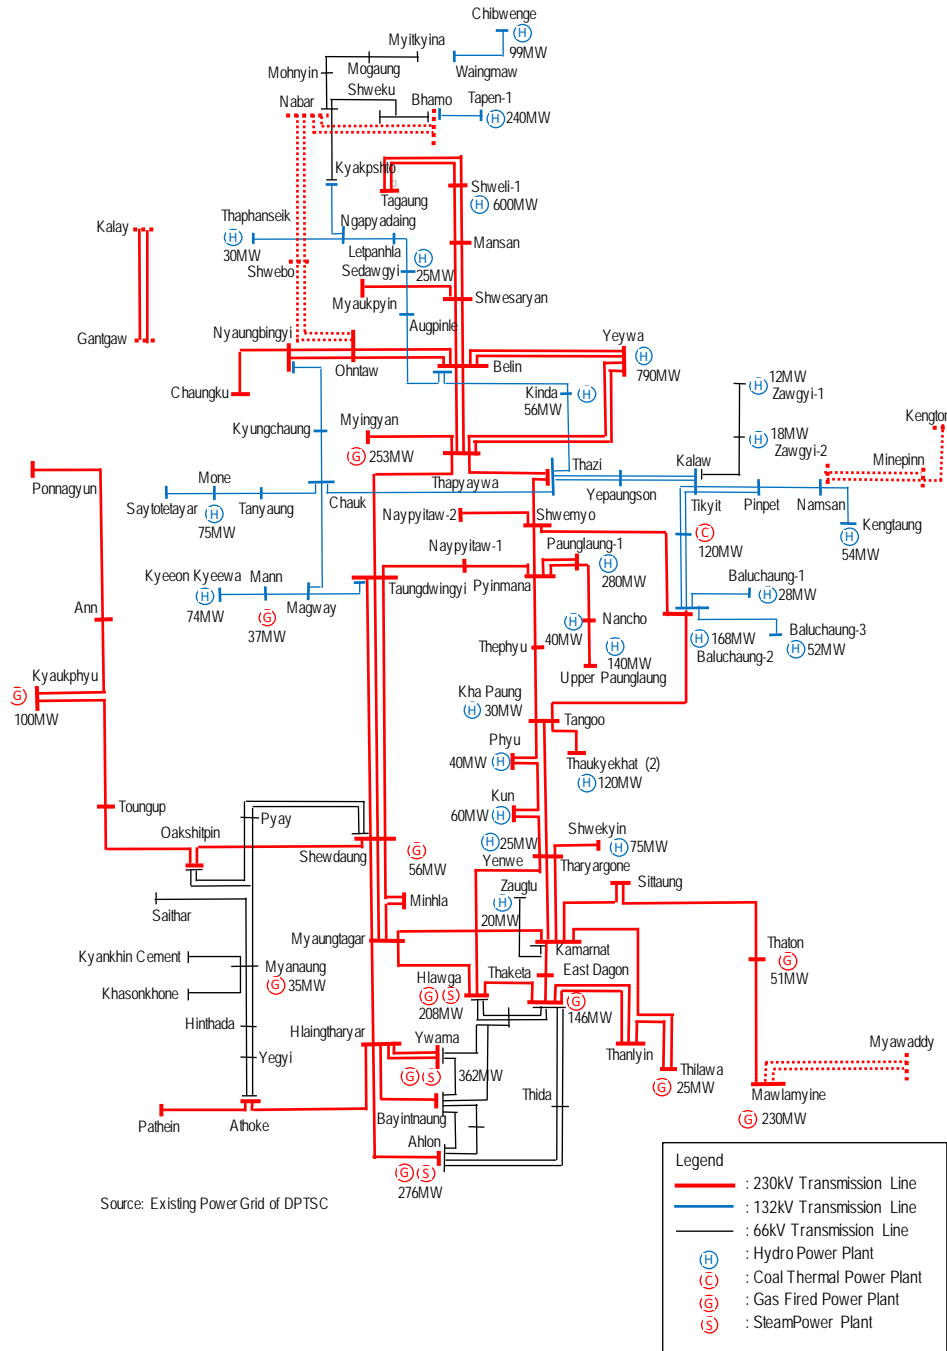 Chibwenge
H
99MW
Myitkyina
Mogaung
Waingmaw
Mohnyin
Shweku
Nabar
Bhamo
Tapen-1
H 240MW
Kyakpshto
Tagaung
Shweli-1
H 600MW
Thaphanseik
H
30MW
Ngapyadaing
Letpanhla
Kalay
Mansan
Shwebo
Sedawgyi
H
25MW
Myaukpyin
Shwesaryan
Augpinle
Gantgaw
Nyaungbingyi
Ohntaw
Belin
Yeywa
H
790MW
Chaungku
Kinda
H
56MW
12MW
H Zawgyi-1
Myingyan
G 253MW
Kyungchaung
18MW
H Zawgyi-2
Kengton
Minepinn
Ponnagyun
Thapyaywa
Thazi
Kalaw
Mone
Saytotetayar
H
75MW
Tanyaung
Chauk
Yepaungson
Tikyit
Pinpet
Namsan
Naypyitaw-2
Shwemyo
C
120MW
Kengtaung
H
54MW
Naypyitaw-1
Paunglaung-1
H
280MW
Kyeeon Kyeewa
H
74MW
Mann
G
37MW
Magway
Taungdwingyi
Pyinmana
Baluchaung-1
H 28MW
Ann
H
40MW
Nancho
H
140MW
Upper Paunglaung
H 168MW
Baluchaung-2
Baluchaung-3
H 52MW
Thephyu
Kyaukphyu
G
100MW
Kha Paung
H 30MW
Tangoo
Phyu
40MW H
Thaukyekhat (2)
H 120MW
Kun
60MW H
Toungup
Pyay
Oakshitpin
Shewdaung
G
56MW
H 25MW
Yenwe
Shwekyin
H 75MW
Tharyargone
Minhla
Zaugtu
H
20MW
Sittaung
Saithar
Myaungtagar
Kamarnat
Kyankhin Cement
Myanaung
G 35MW
Khasonkhone
Hlawga
G S
208MW
Thaketa
East Dagon
G
146MW
Thaton
G
51MW
Hinthada
Hlaingtharyar
Ywama
G S 362MW
Thanlyin
Thilawa
G 25MW
Myawaddy
Yegyi
Mawlamyine
G 230MW
Thida
Bayintnaung
Pathein
Athoke
Ahlon
G S
276MW
Source: Existing Power Grid of DPTSC
Legend
: 230kV Transmission Line
: 132kV Transmission Line
: 66kV Transmission Line
H : Hydro Power Plant
C : Coal Thermal Power Plant
G : Gas Fired Power Plant
S : SteamPower Plant